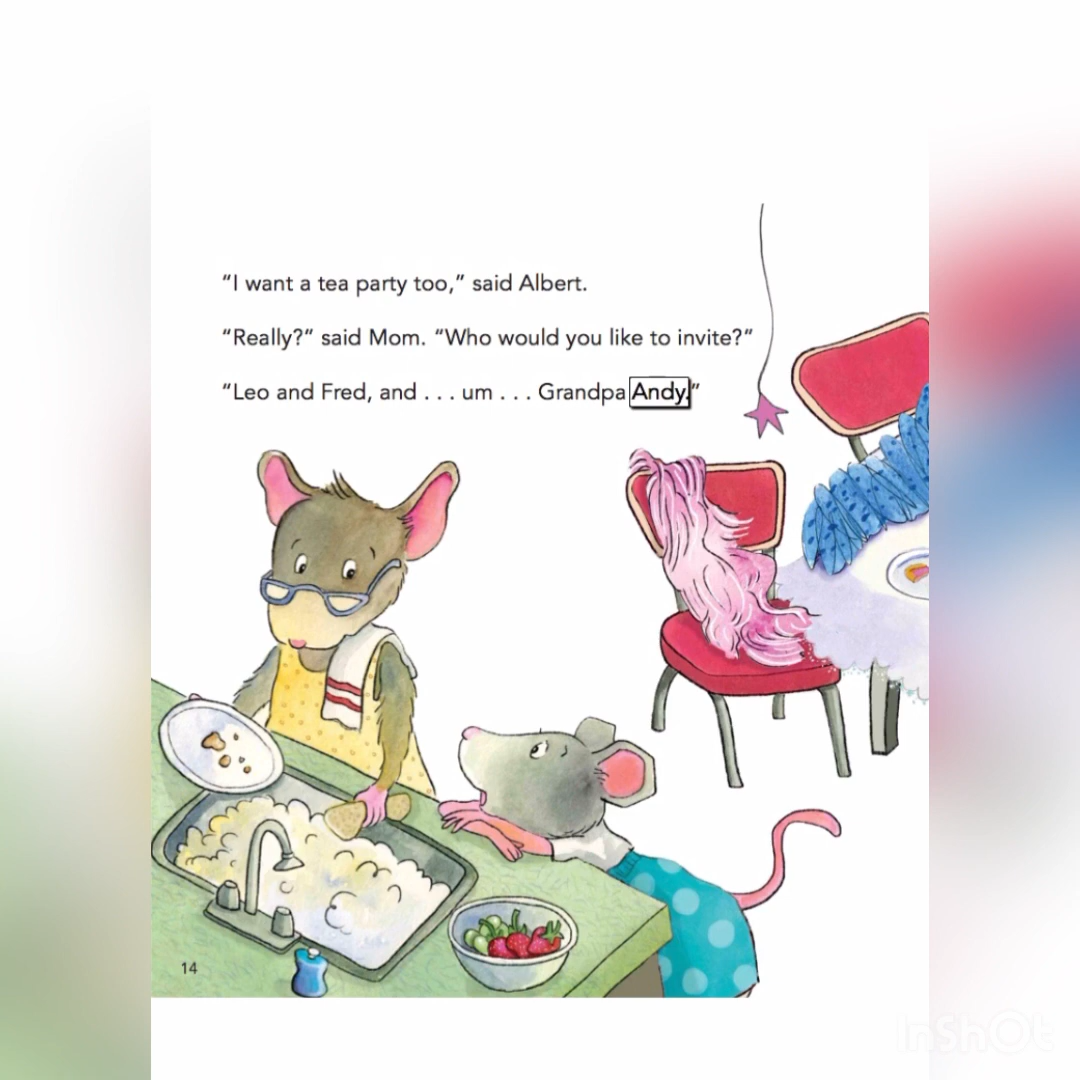 “I want a tea party too,” said Albert.
“Really?” said Mom. “Who would you like to invite?”
“Leo and Fred, and . . . um . . . Grandpa Andy.”
14
InShOt